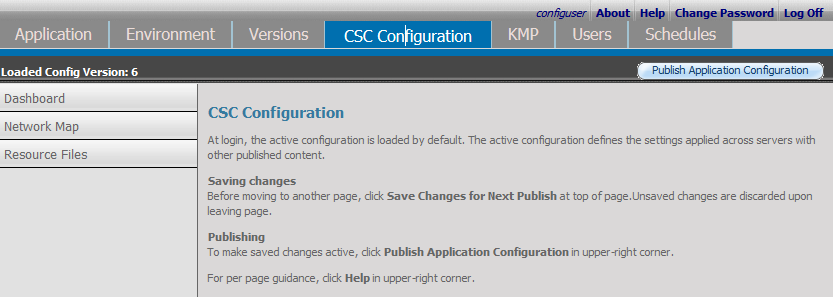 configuser About Help Change Password Log Off
Application Environment Versions CSC Configuration KMP Users Schedules
Loaded Config Version: 6 Publish Application Configuration
Dashboard
Network Map
Resource Files
CSC Configuration
At login, the active configuration is loaded by default. The active configuration defines the settings applied across servers with
other published content.
Saving changes
Before moving to another page, click Save Changes for Next Publish at top of page.Unsaved changes are discarded upon
leaving page.
Publishing
To make saved changes active, click Publish Application Configuration in upper-right corner.
For per page guidance, click Help in upper-right corner.